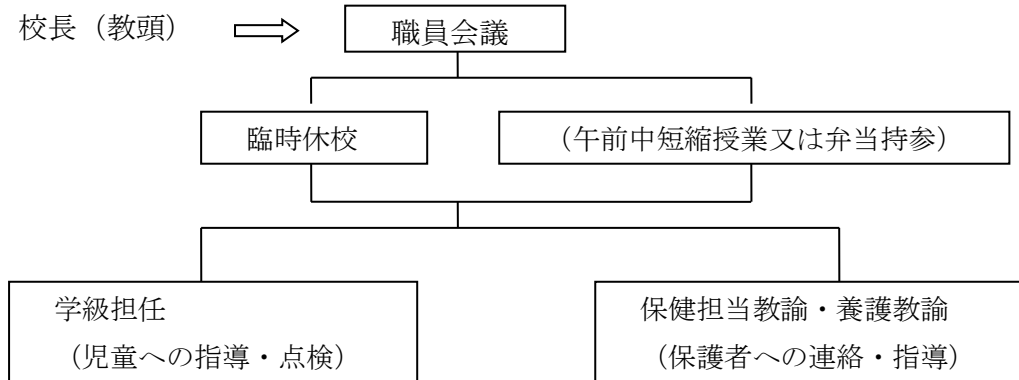 校長（教頭）
職員会議
臨時休校
（午前中短縮授業又は弁当持参）
学級担任
（児童への指導・点検）
保健担当教諭・養護教諭
（保護者への連絡・指導）